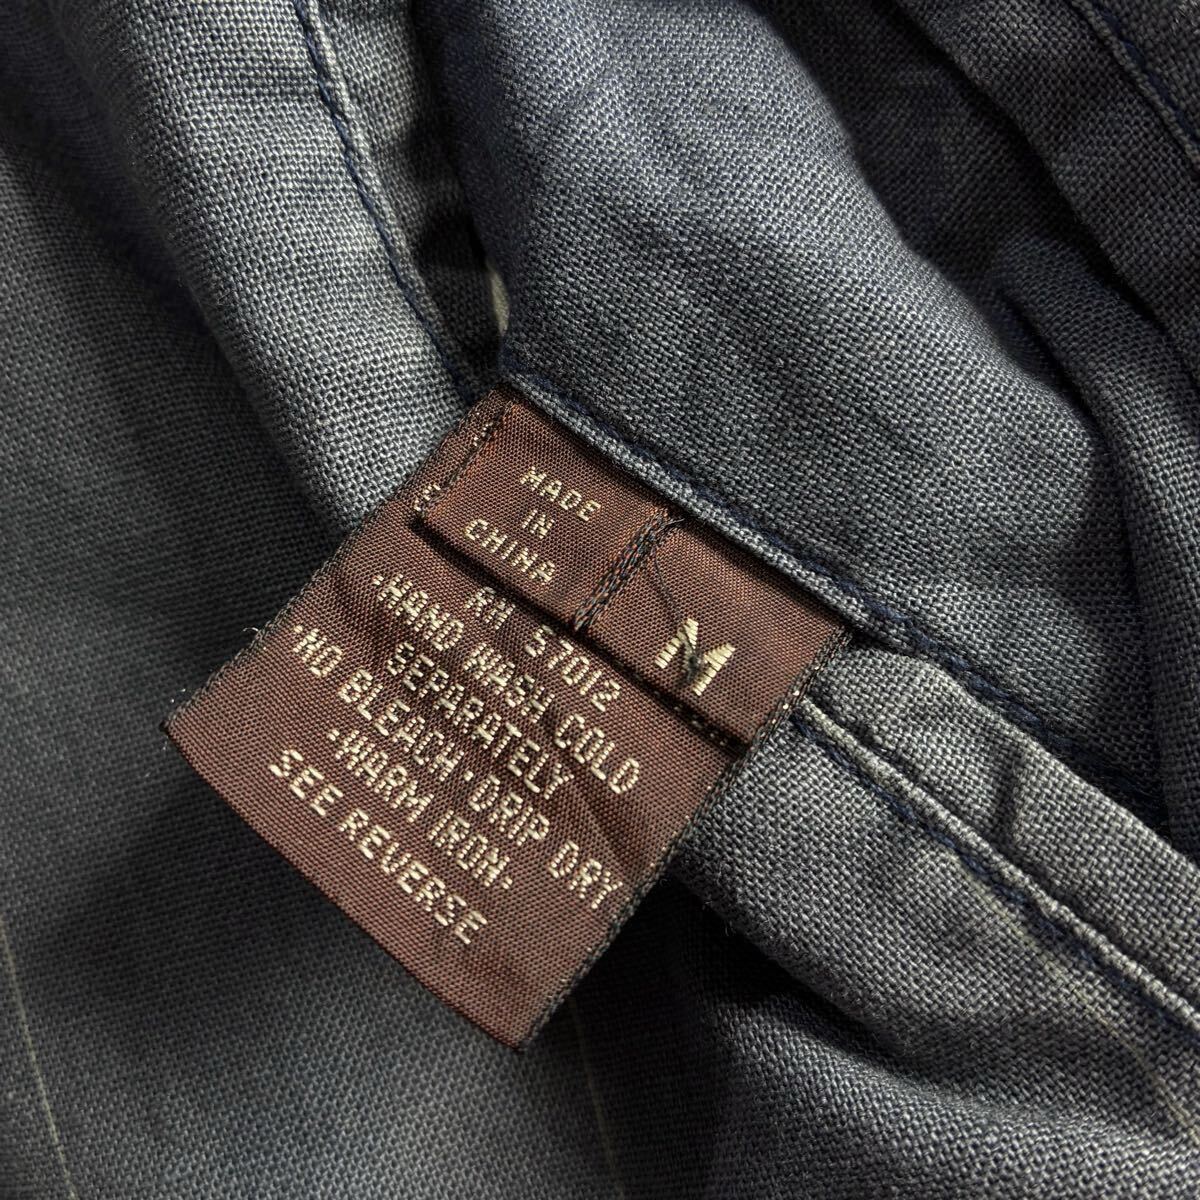 MADE
IN
CHINA
M
RN 57012
·HAND WASH COLD
SEPARATELY
·NO BLEACH·DRIP DRY
·WARM IRON·
SEE REVERSE